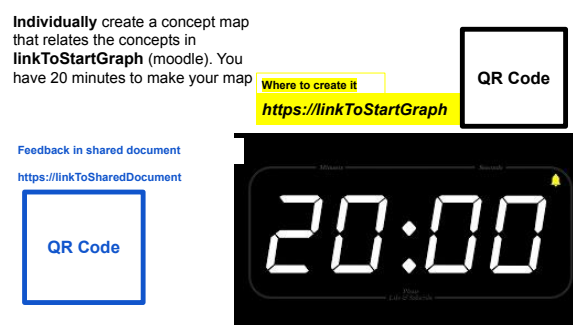 Individually create a concept map
that relates the concepts in
linkToStartGraph (moodle). You
have 20 minutes to make your map
Where to create it
https://linkToStartGraph
QR Code
Feedback in shared document
https://linkToSharedDocument
QR Code
Minutes
Seconds
20:00